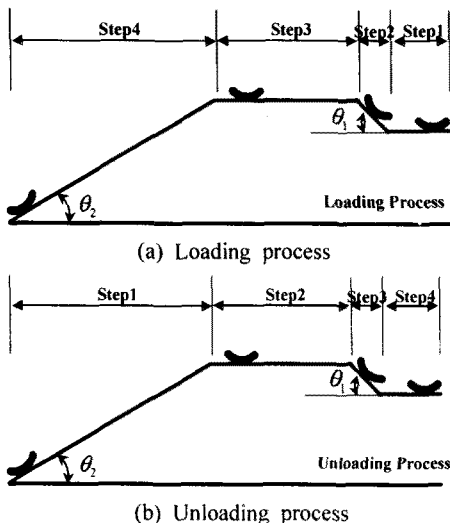 Step4 Step3 Step2 Step1
θ1
θ2
Loading Process
(a) Loading process
Step1 Step2 Step3 Step4
θ1
θ2
Unloading Process
(b) Unloading process